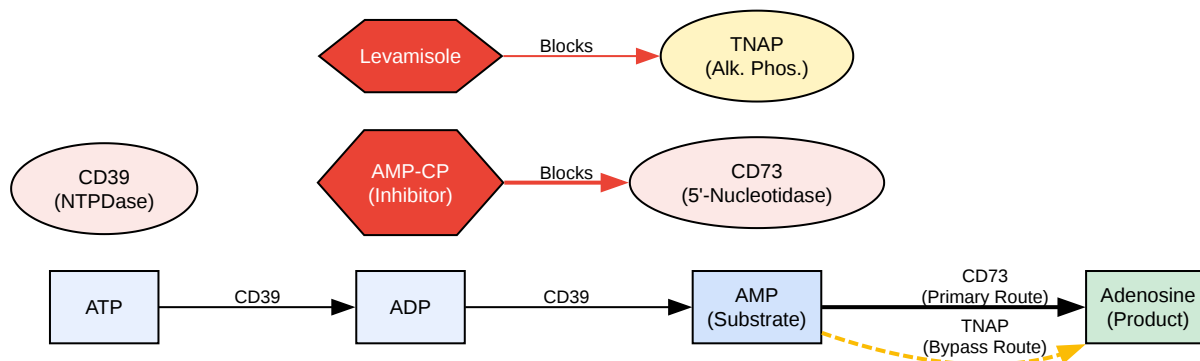 Levamisole
Blocks
TNAP
(Alk. Phos.)
CD39
(NTPDase)
AMP-CP
(Inhibitor)
Blocks
CD73
(5'-Nucleotidase)
ATP
CD39
ADP
CD39
AMP
(Substrate)
CD73
(Primary Route)
TNAP
(Bypass Route)
Adenosine
(Product)